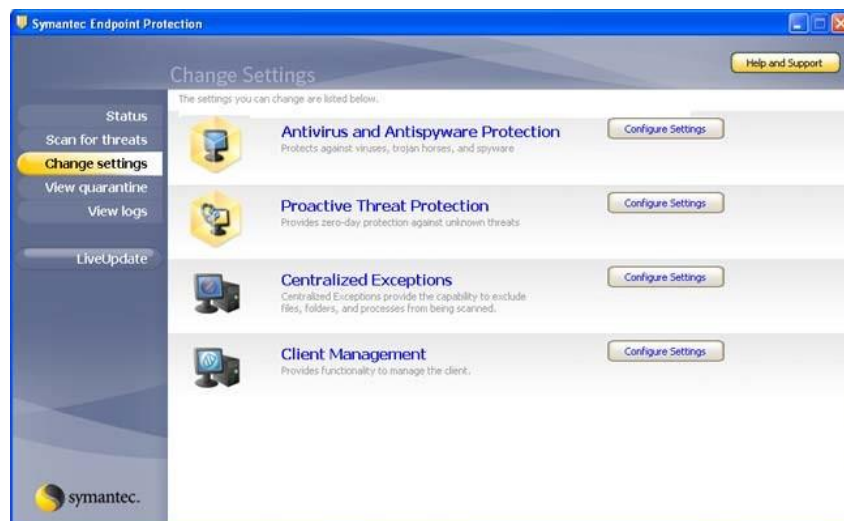 Symantec Endpoint Protection
Change Settings
Help and Support
The settings you can change are listed below.
Status
Scan for threats
Change settings
View quarantine
View logs
LiveUpdate
Antivirus and Antispyware Protection
Protects against viruses, trojan horses, and spyware
Configure Settings
Proactive Threat Protection
Provides zero-day protection against unknown threats
Configure Settings
Centralized Exceptions
Centralized Exceptions provide the capability to exclude
files, folders, and processes from being scanned.
Configure Settings
Client Management
Provides functionality to manage the client.
Configure Settings
symantec.